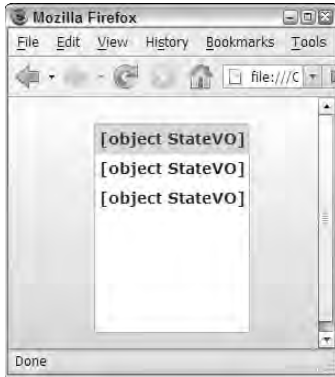 Mozilla Firefox
File Edit View History Bookmarks Tools
file:///C
[object StateVO]
[object StateVO]
[object StateVO]
Done